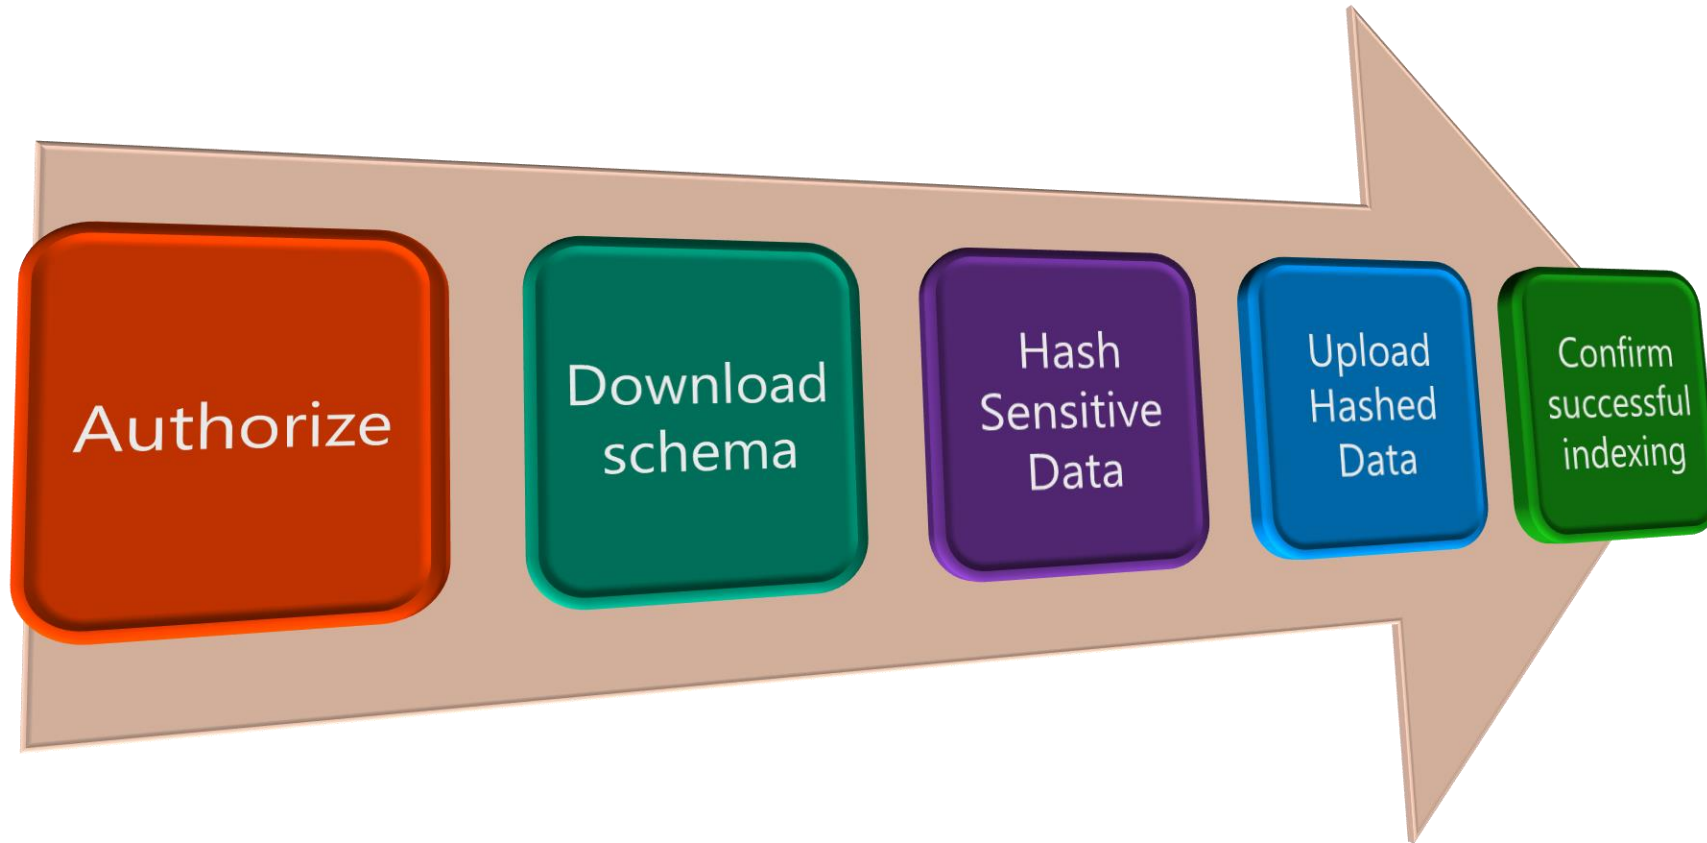 Authorize
Download
schema
Hash
Sensitive
Data
Upload
Hashed
Data
Confirm
successful
indexing